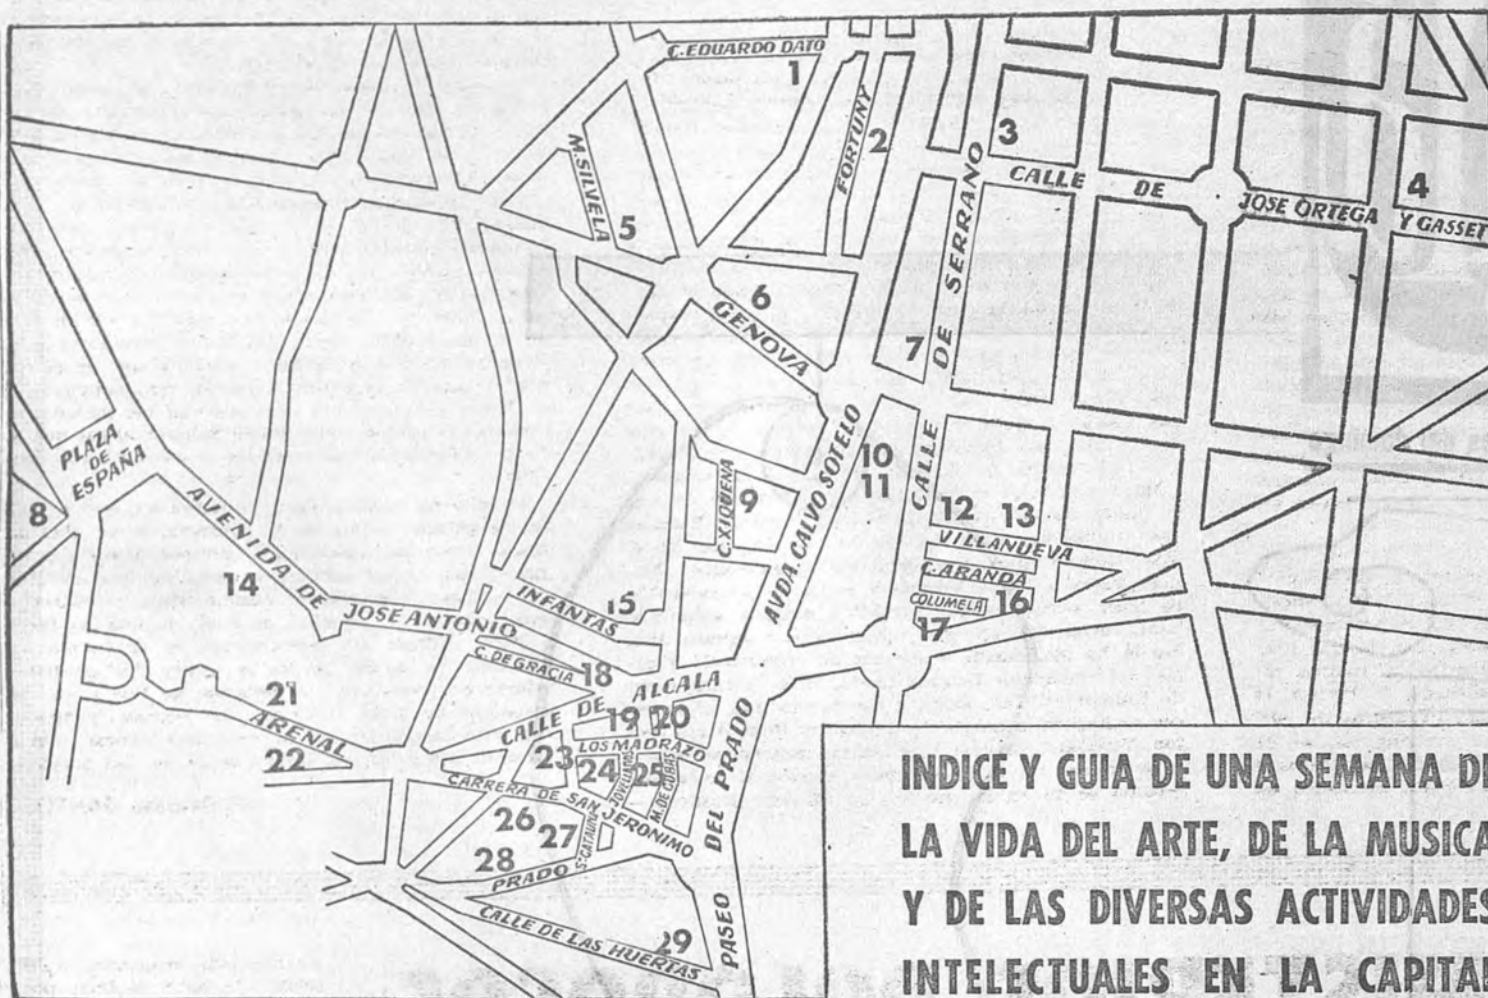 C. EDUARDO DATO
1
FORTUNY
2
3
M. SILVELA
5
CALLE DE JOSE ORTEGA Y GASSET
4
6
GENOVA
7
CALLE DE SERRANO
PLAZA
DE
ESPAÑA
8
AVENIDA DE JOSE ANTONIO
14
C. XIQUENA
9
AVDA. CALVO SOTELO
10
11
12
13
VILLANUEVA
C. ARANDA
COLUMELA
16
17
INFANTAS
15
C. DE GRACIA
18
CALLE DE ALCALA
19
20
21
ARENAL
22
LOS MADRAZO
23
24
25
JOVELLANOS
M. DE CUBAS
CARRERA DE SAN JERONIMO
26
27
28
PRADO
STA CATALINA
CALLE DE LAS HUERTAS
29
PASEO DEL PRADO
INDICE Y GUIA DE UNA SEMANA DE
LA VIDA DEL ARTE, DE LA MUSICA
Y DE LAS DIVERSAS ACTIVIDADES
INTELECTUALES EN LA CAPITAL